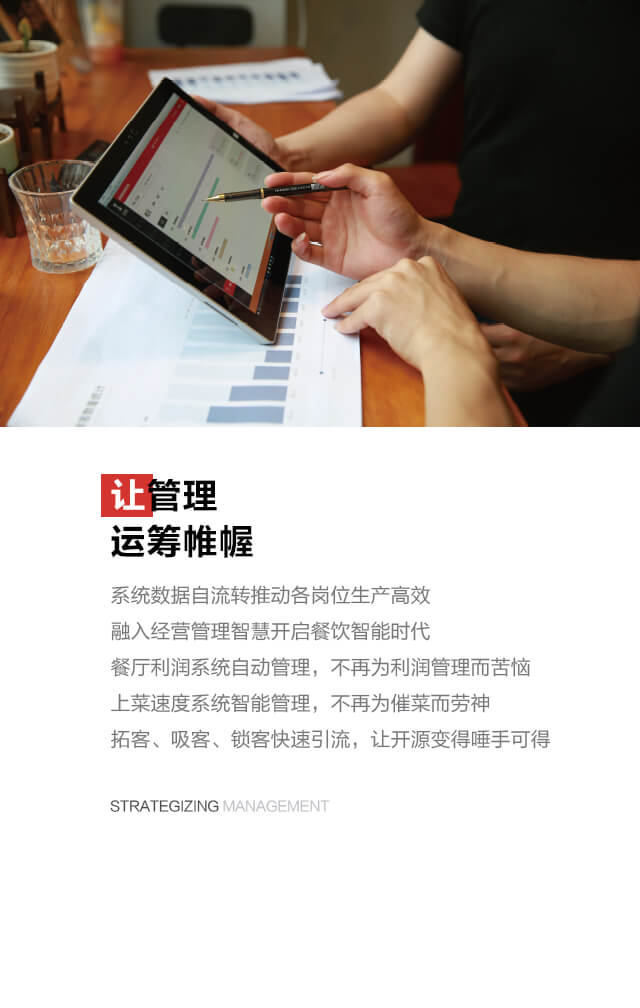 让管理
运筹帷幄
系统数据自流转推动各岗位生产高效
融入经营管理智慧开启餐饮智能时代
餐厅利润系统自动管理，不再为利润管理而苦恼
上菜速度系统智能管理，不再为催菜而劳神
拓客、吸客、锁客快速引流，让开源变得唾手可得
STRATEGIZING MANAGEMENT